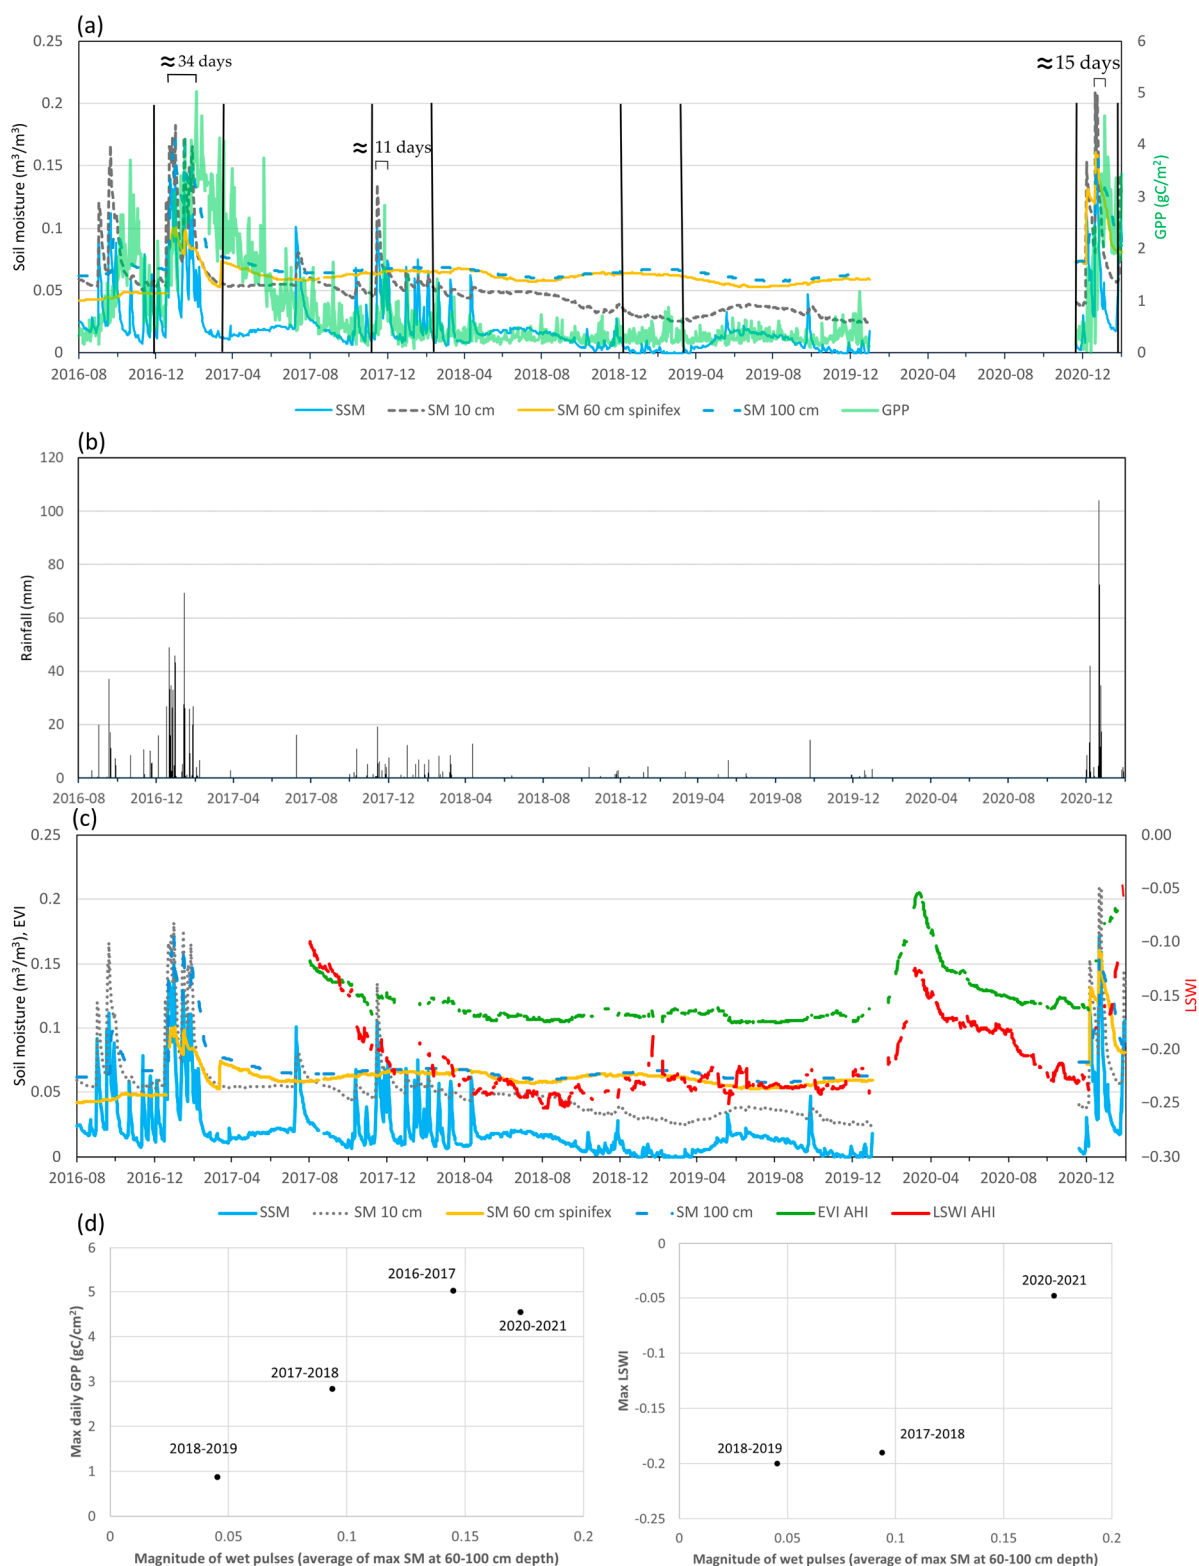 (a)
0.25
0.2
0.15
0.1
0.05
0
Soil moisture (m³/m³)
≈ 34 days
≈ 11 days
≈ 15 days
6
5
4
3
2
1
0
GPP (gC/m²)
2016-08 2016-12 2017-04 2017-08 2017-12 2018-04 2018-08 2018-12 2019-04 2019-08 2019-12 2020-04 2020-08 2020-12
SSM SM 10 cm SM 60 cm spinifex SM 100 cm GPP
(b)
120
100
80
60
40
20
0
Rainfall (mm)
2016-08 2016-12 2017-04 2017-08 2017-12 2018-04 2018-08 2018-12 2019-04 2019-08 2019-12 2020-04 2020-08 2020-12
(c)
0.25
0.2
0.15
0.1
0.05
0
Soil moisture (m³/m³), EVI
0.00
−0.05
−0.10
−0.15
−0.20
−0.25
−0.30
LSWI
2016-08 2016-12 2017-04 2017-08 2017-12 2018-04 2018-08 2018-12 2019-04 2019-08 2019-12 2020-04 2020-08 2020-12
SSM SM 10 cm SM 60 cm spinifex SM 100 cm EVI AHI LSWI AHI
(d)
6
5
4
3
2
1
0
Max daily GPP (gC/cm²)
2016-2017
2020-2021
2017-2018
2018-2019
0 0.05 0.1 0.15 0.2
Magnitude of wet pulses (average of max SM at 60-100 cm depth)
0
-0.05
-0.1
-0.15
-0.2
-0.25
Max LSWI
2020-2021
2017-2018
2018-2019
0 0.05 0.1 0.15 0.2
Magnitude of wet pulses (average of max SM at 60-100 cm depth)